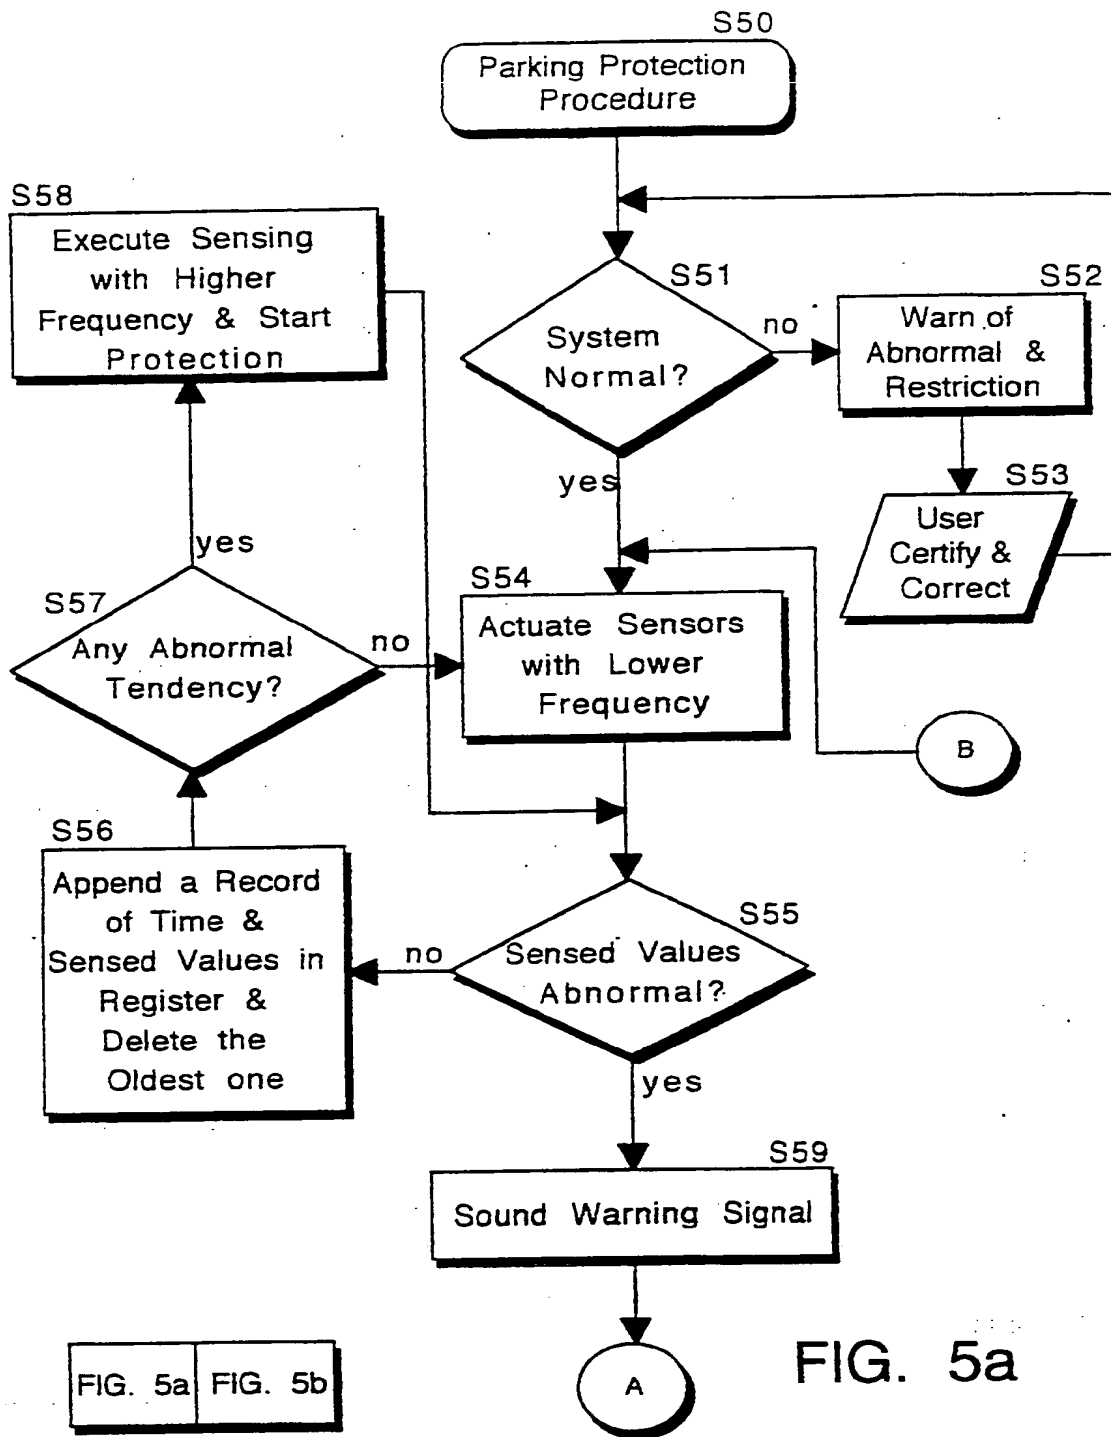 S50
Parking Protection
Procedure
S58
Execute Sensing
with Higher
Frequency & Start
Protection
S51
System
Normal?
no
yes
S52
Warn of
Abnormal &
Restriction
S53
User
Certify &
Correct
S57
Any Abnormal
Tendency?
yes
no
S54
Actuate Sensors
with Lower
Frequency
B
S56
Append a Record
of Time &
Sensed Values in
Register &
Delete the
Oldest one
S55
Sensed Values
Abnormal?
no
yes
S59
Sound Warning Signal
A
FIG. 5a
FIG. 5b
FIG. 5a